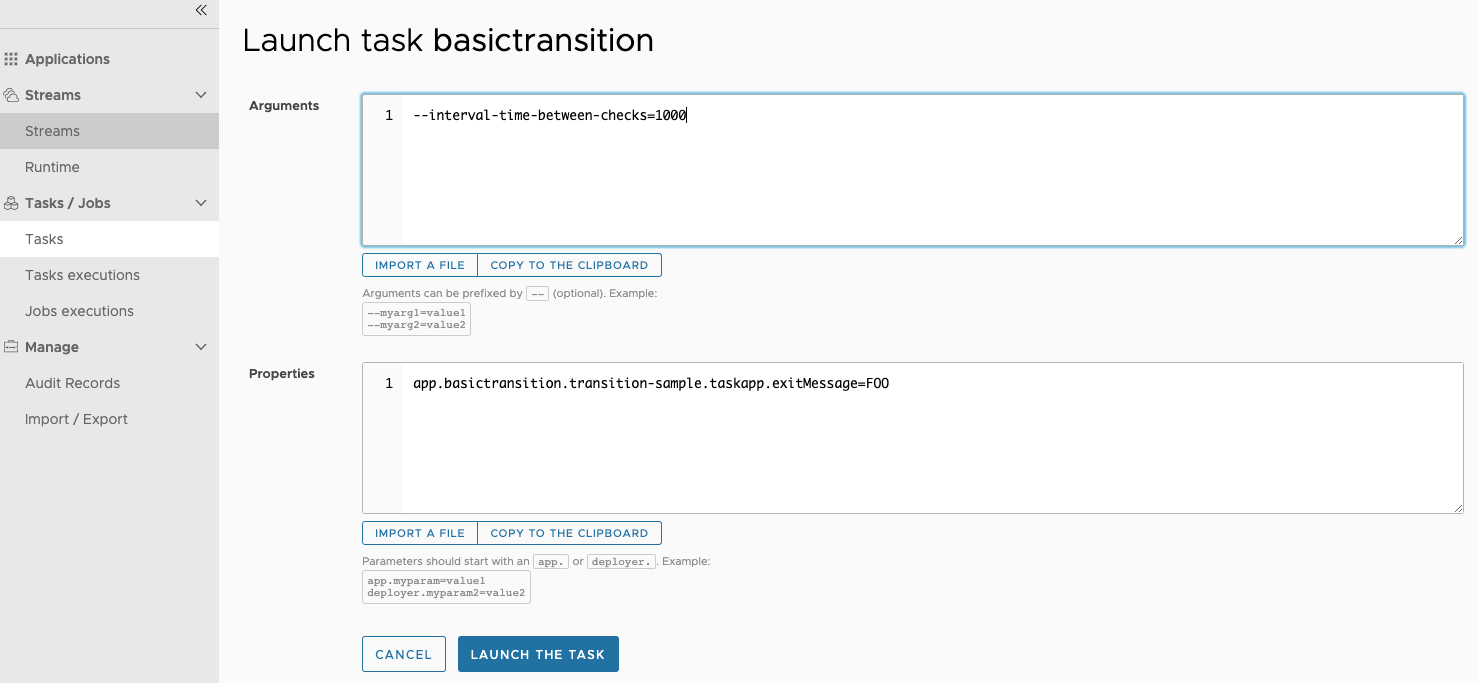 Applications
Streams
Streams
Runtime
Tasks / Jobs
Tasks
Tasks executions
Jobs executions
Manage
Audit Records
Import / Export
Launch task basictransition
Arguments
1 --interval-time-between-checks=1000
IMPORT A FILE COPY TO THE CLIPBOARD
Arguments can be prefixed by -- (optional). Example:
--myarg1=value1
--myarg2=value2
Properties
1 app.basictransition.transition-sample.taskapp.exitMessage=FOO
IMPORT A FILE COPY TO THE CLIPBOARD
Parameters should start with an app. or deployer. . Example:
app.myparam=value1
deployer.myparam2=value2
CANCEL LAUNCH THE TASK